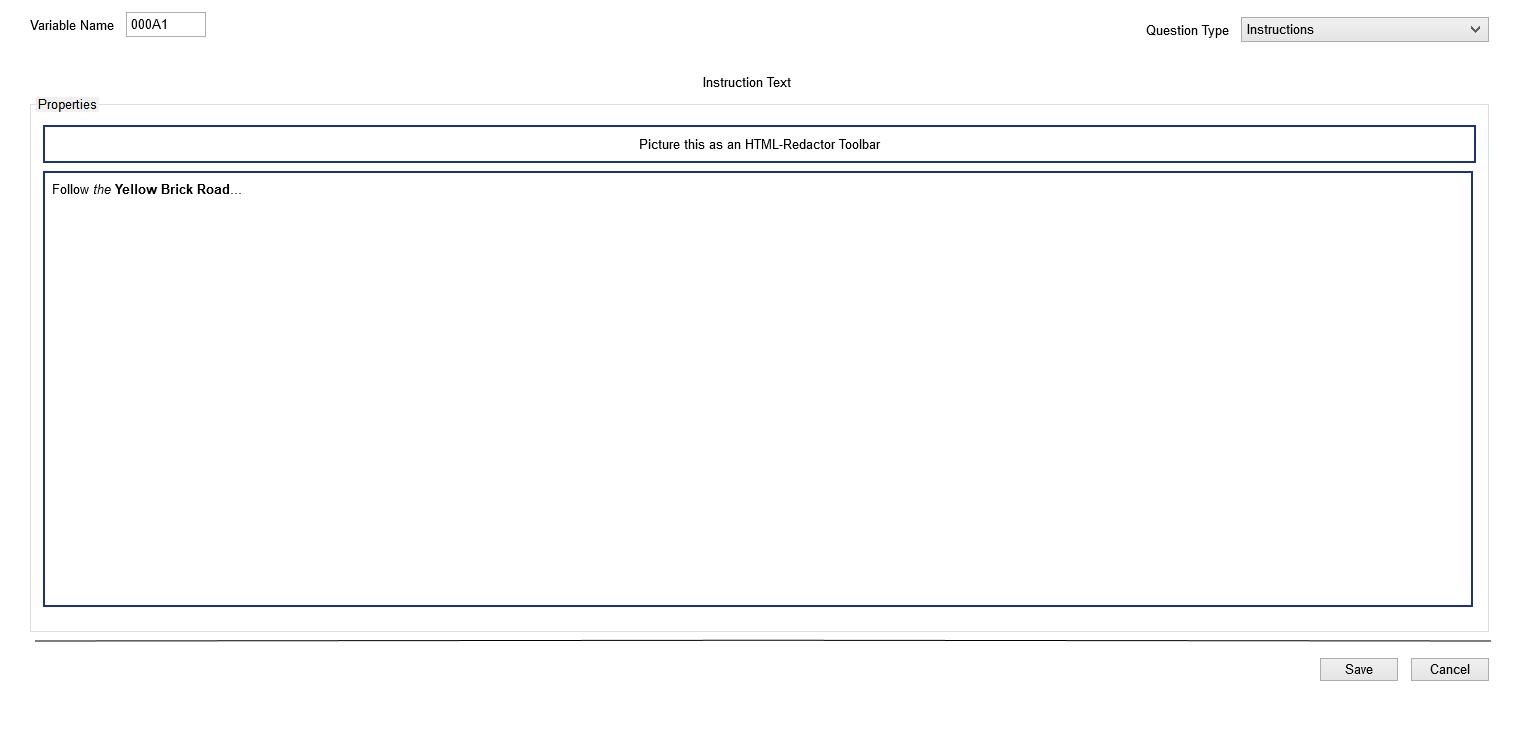 Variable Name 000A1
Question Type Instructions
Instruction Text
Properties
Picture this as an HTML-Redactor Toolbar
Follow the Yellow Brick Road...
Save Cancel